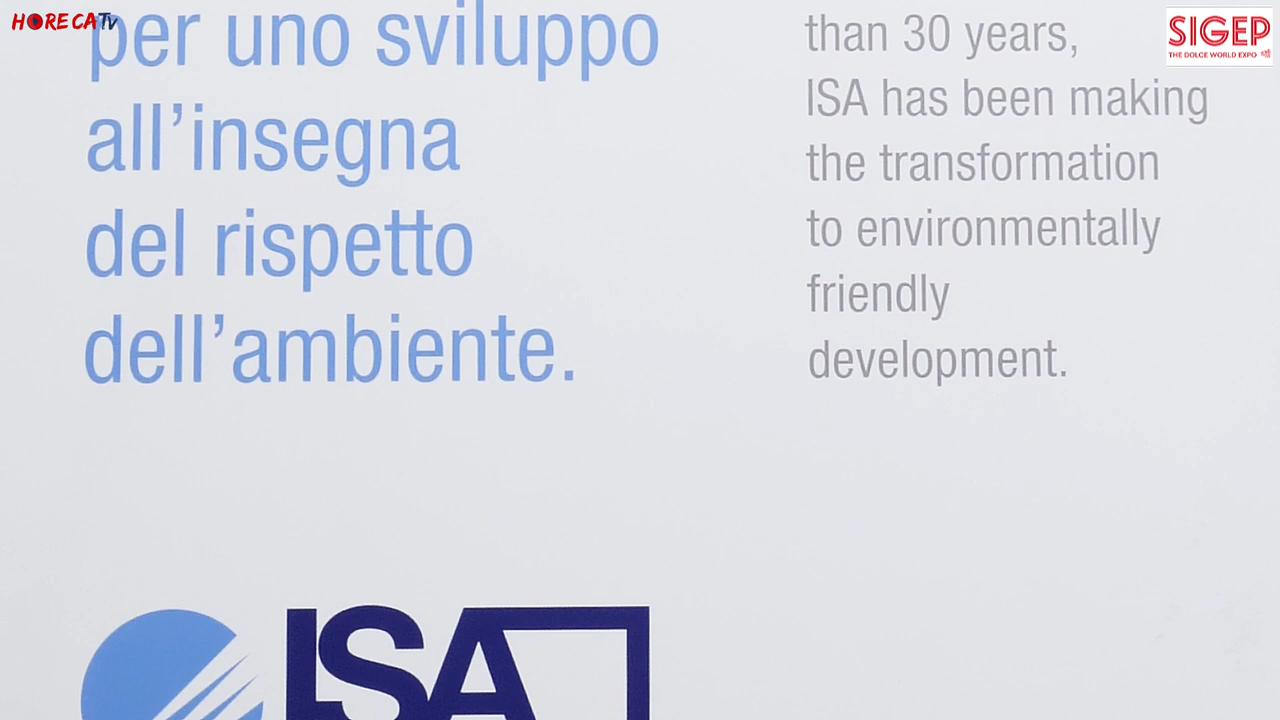 HORECATv
per uno sviluppo
all’insegna
del rispetto
dell’ambiente.
than 30 years,
ISA has been making
the transformation
to environmentally
friendly
development.
SIGEP
THE DOLCE WORLD EXPO
ISA